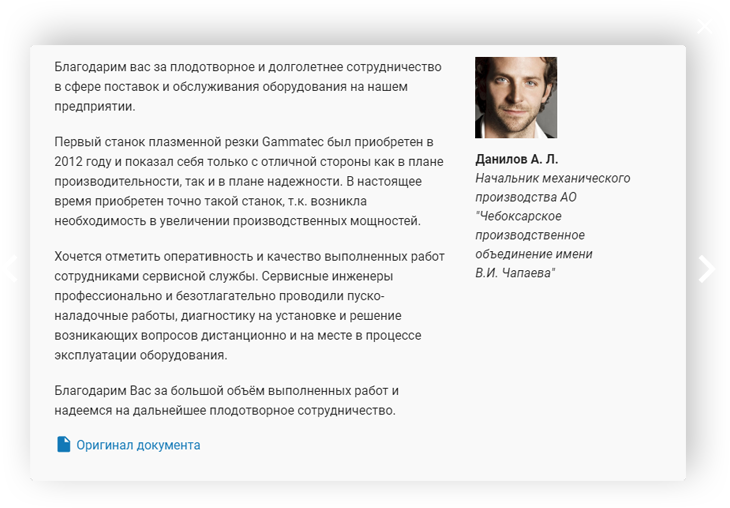 Благодарим вас за плодотворное и долголетнее сотрудничество
в сфере поставок и обслуживания оборудования на нашем
предприятии.
Первый станок плазменной резки Gammatec был приобретен в
2012 году и показал себя только с отличной стороны как в плане
производительности, так и в плане надежности. В настоящее
время приобретен точно такой станок, т.к. возникла
необходимость в увеличении производственных мощностей.
Хочется отметить оперативность и качество выполненных работ
сотрудниками сервисной службы. Сервисные инженеры
профессионально и безотлагательно проводили пуско-
наладочные работы, диагностику на установке и решение
возникающих вопросов дистанционно и на месте в процессе
эксплуатации оборудования.
Благодарим Вас за большой объём выполненных работ и
надеемся на дальнейшее плодотворное сотрудничество.
Оригинал документа
Данилов А. Л.
Начальник механического
производства АО
"Чебоксарское
производственное
объединение имени
В.И. Чапаева"